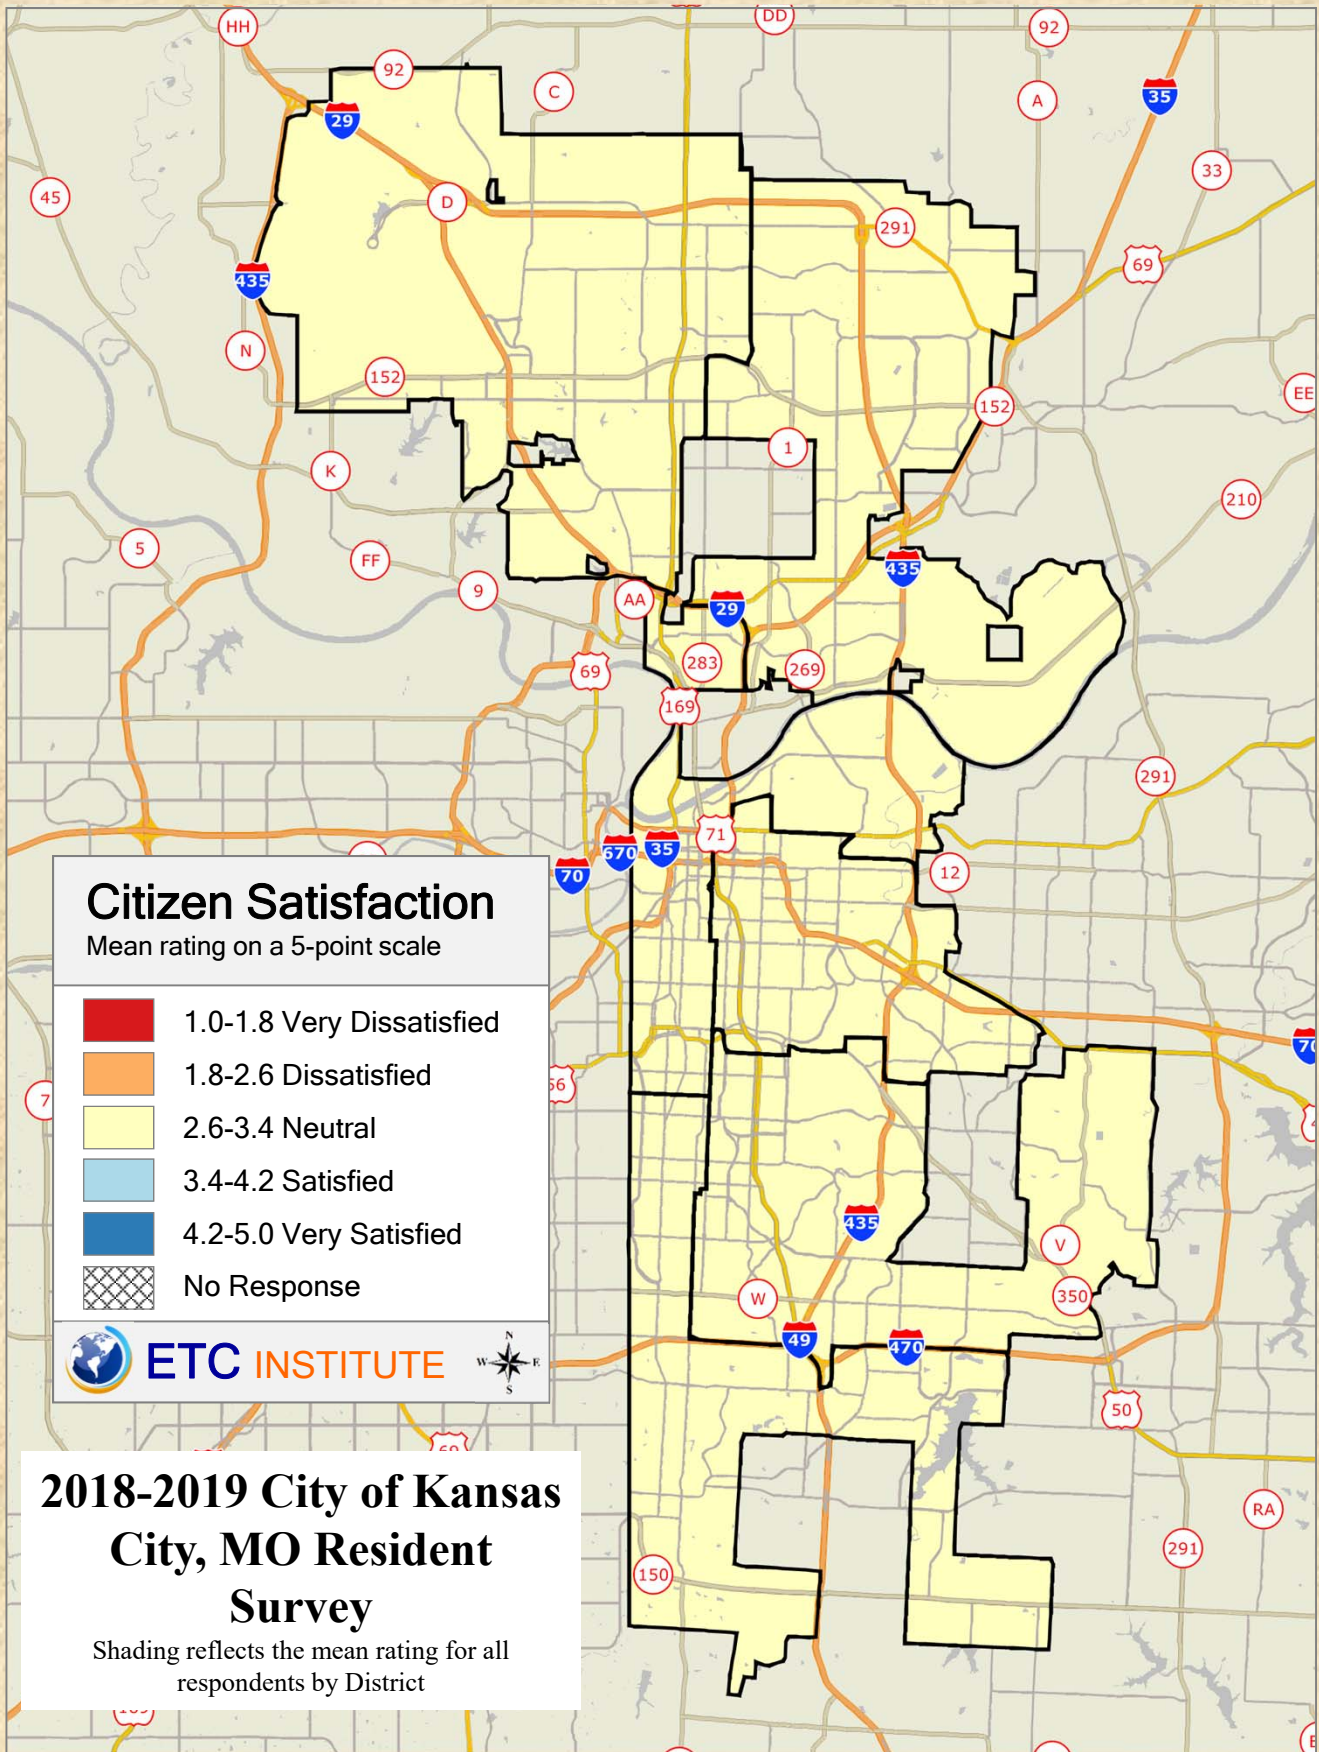 HH
92
DD
92
C
A
35
29
33
45
D
291
435
69
N
152
EE
152
1
K
210
5
FF
435
9
AA
29
283
269
69
169
291
71
670
35
70
12
Citizen Satisfaction
Mean rating on a 5-point scale
1.0-1.8 Very Dissatisfied
1.8-2.6 Dissatisfied
2.6-3.4 Neutral
3.4-4.2 Satisfied
4.2-5.0 Very Satisfied
No Response
ETC INSTITUTE
N
W E
S
70
7
56
435
V
350
W
49
470
50
69
2018-2019 City of Kansas
City, MO Resident
Survey
Shading reflects the mean rating for all
respondents by District
RA
291
150
169